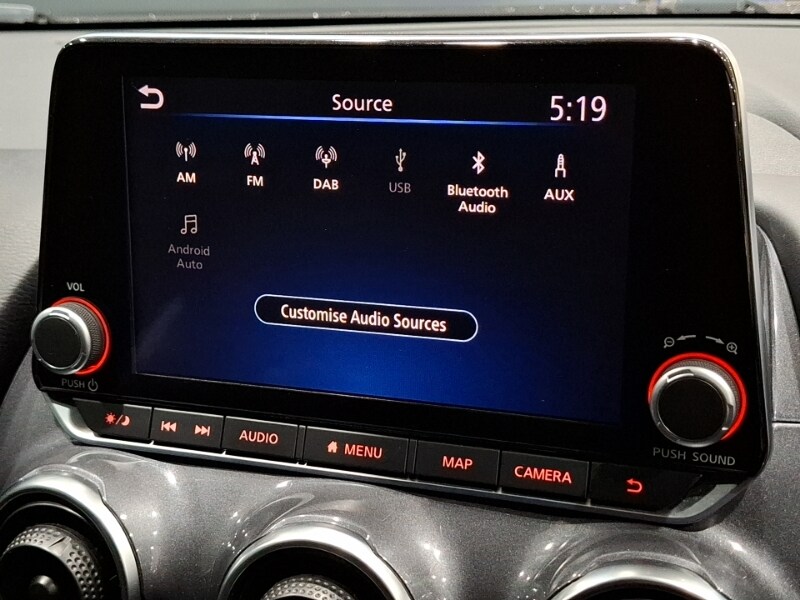 Source
5:19
AM
FM
DAB
USB
Bluetooth
Audio
AUX
Android
Auto
Customise Audio Sources
VOL
PUSH
PUSH SOUND
AUDIO
MENU
MAP
CAMERA